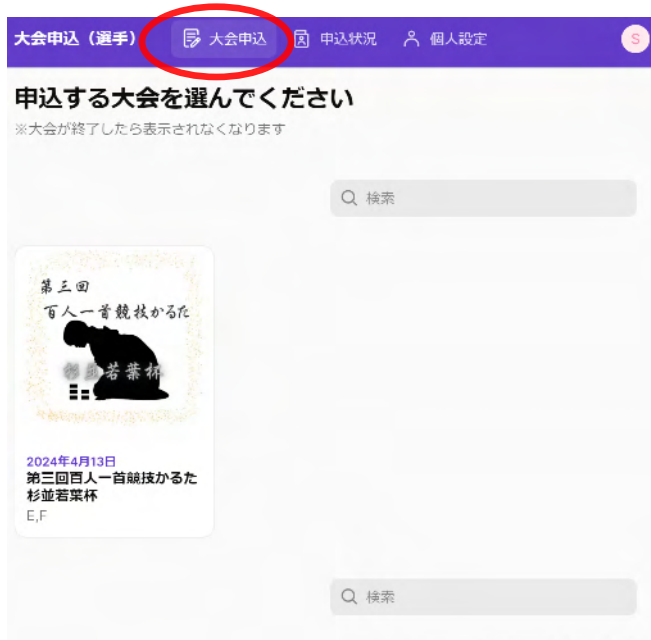 大会申込（選手） 大会申込 申込状況 個人設定 S
申込する大会を選んでください
※大会が終了したら表示されなくなります
検索
第三回
百人一首競技かるた
杉並若葉杯
2024年4月13日
第三回百人一首競技かるた
杉並若葉杯
E,F
検索